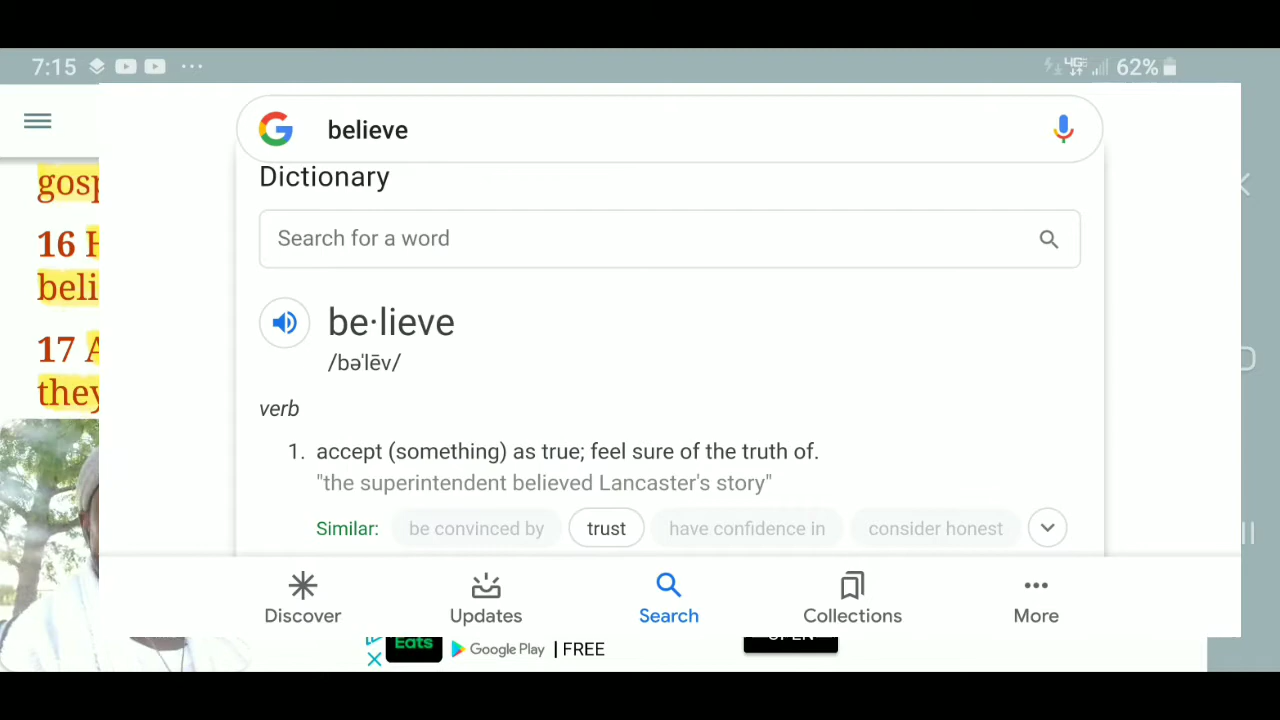 7:15 ··· 62%
believe
Dictionary
Search for a word
be·lieve
/bəˈlēv/
verb
1. accept (something) as true; feel sure of the truth of.
"the superintendent believed Lancaster's story"
Similar: be convinced by trust have confidence in consider honest
Discover Updates Search Collections More
16
17
they
Eats Google Play | FREE OPEN